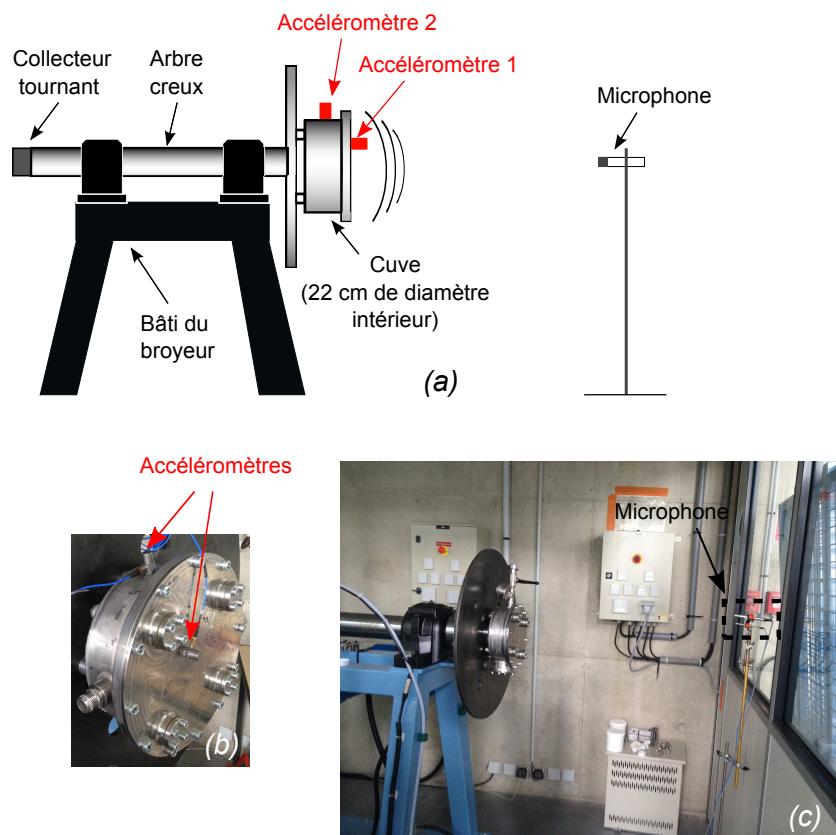 Accéléromètre 2
Collecteur
tournant
Arbre
creux
Accéléromètre 1
Microphone
Cuve
(22 cm de diamètre
intérieur)
Bâti du
broyeur
(a)
Accéléromètres
(b)
Microphone
(c)